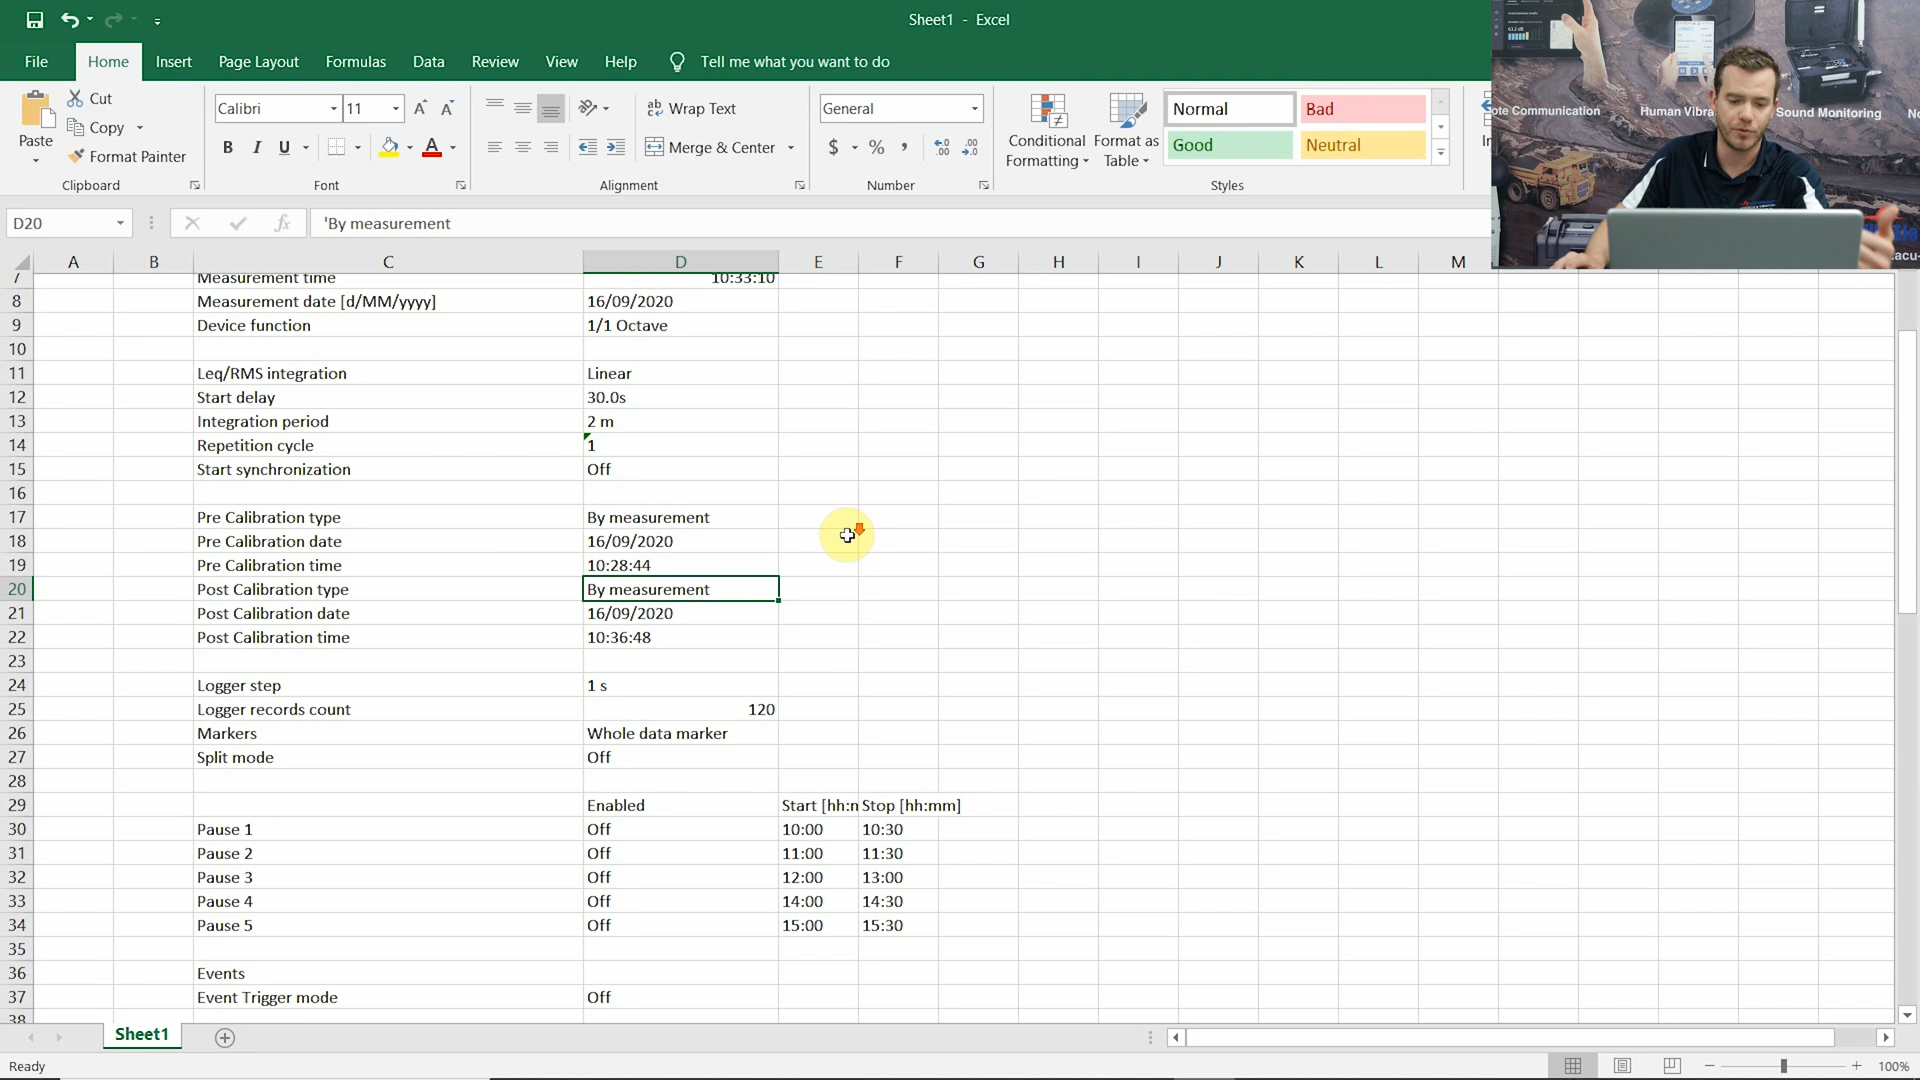 Sheet1 - Excel
File Home Insert Page Layout Formulas Data Review View Help Tell me what you want to do
Paste
Cut
Copy
Format Painter
Clipboard
Calibri 11
B I U A
Font
Wrap Text
Merge & Center
Alignment
General
$ % ,
Number
Conditional Formatting
Format as Table
Normal Bad
Good Neutral
Styles
63.2 dB
ote Communication
Human Vibra
Sound Monitoring
No
acu-
D20 fx 'By measurement
A B C D E F G H I J K L M
7 Measurement time 10:33:10
8 Measurement date [d/MM/yyyy] 16/09/2020
9 Device function 1/1 Octave
10
11 Leq/RMS integration Linear
12 Start delay 30.0s
13 Integration period 2 m
14 Repetition cycle 1
15 Start synchronization Off
16
17 Pre Calibration type By measurement
18 Pre Calibration date 16/09/2020
19 Pre Calibration time 10:28:44
20 Post Calibration type By measurement
21 Post Calibration date 16/09/2020
22 Post Calibration time 10:36:48
23
24 Logger step 1 s
25 Logger records count 120
26 Markers Whole data marker
27 Split mode Off
28
29 Enabled Start [hh:n Stop [hh:mm]
30 Pause 1 Off 10:00 10:30
31 Pause 2 Off 11:00 11:30
32 Pause 3 Off 12:00 13:00
33 Pause 4 Off 14:00 14:30
34 Pause 5 Off 15:00 15:30
35
36 Events
37 Event Trigger mode Off
38
Sheet1
Ready
100%